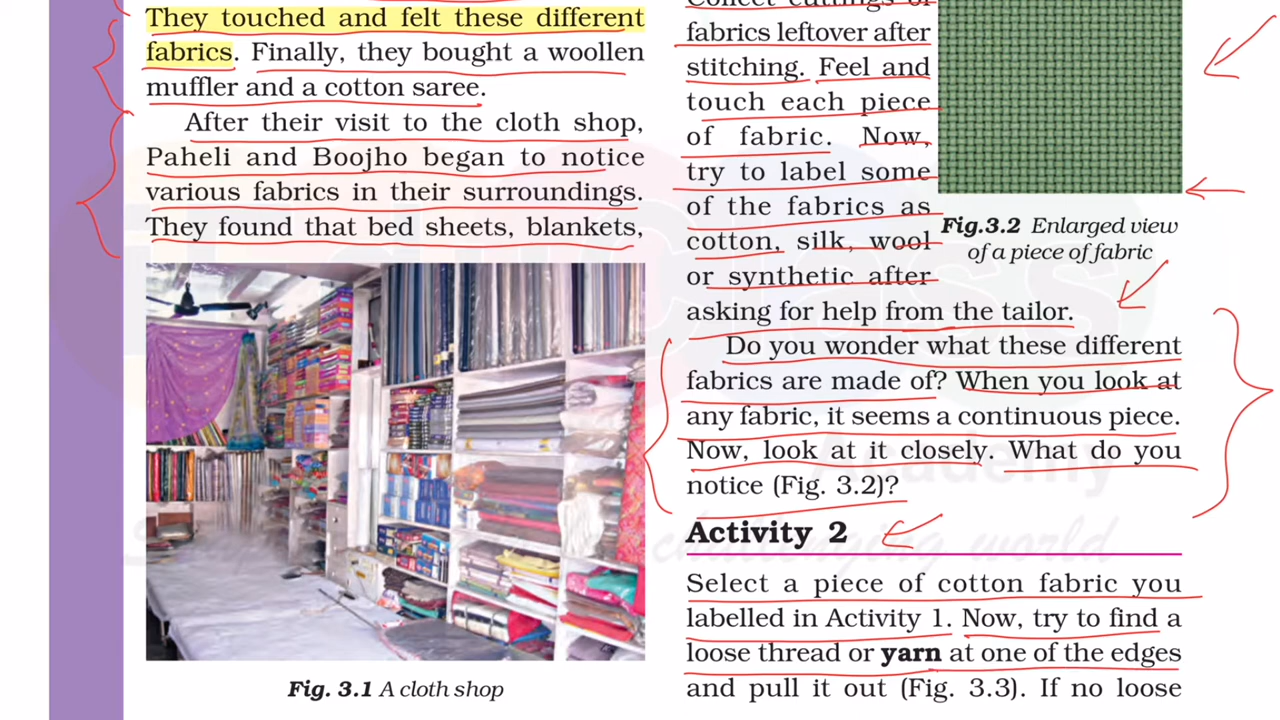 They touched and felt these different
fabrics. Finally, they bought a woollen
muffler and a cotton saree.
After their visit to the cloth shop,
Paheli and Boojho began to notice
various fabrics in their surroundings.
They found that bed sheets, blankets,
Fig. 3.1 A cloth shop
Collect cuttings of
fabrics leftover after
stitching. Feel and
touch each piece
of fabric. Now,
try to label some
of the fabrics as
cotton, silk, wool
or synthetic after
asking for help from the tailor.
Fig.3.2 Enlarged view
of a piece of fabric
Do you wonder what these different
fabrics are made of? When you look at
any fabric, it seems a continuous piece.
Now, look at it closely. What do you
notice (Fig. 3.2)?
Activity 2
Select a piece of cotton fabric you
labelled in Activity 1. Now, try to find a
loose thread or yarn at one of the edges
and pull it out (Fig. 3.3). If no loose
Academy
challenging world